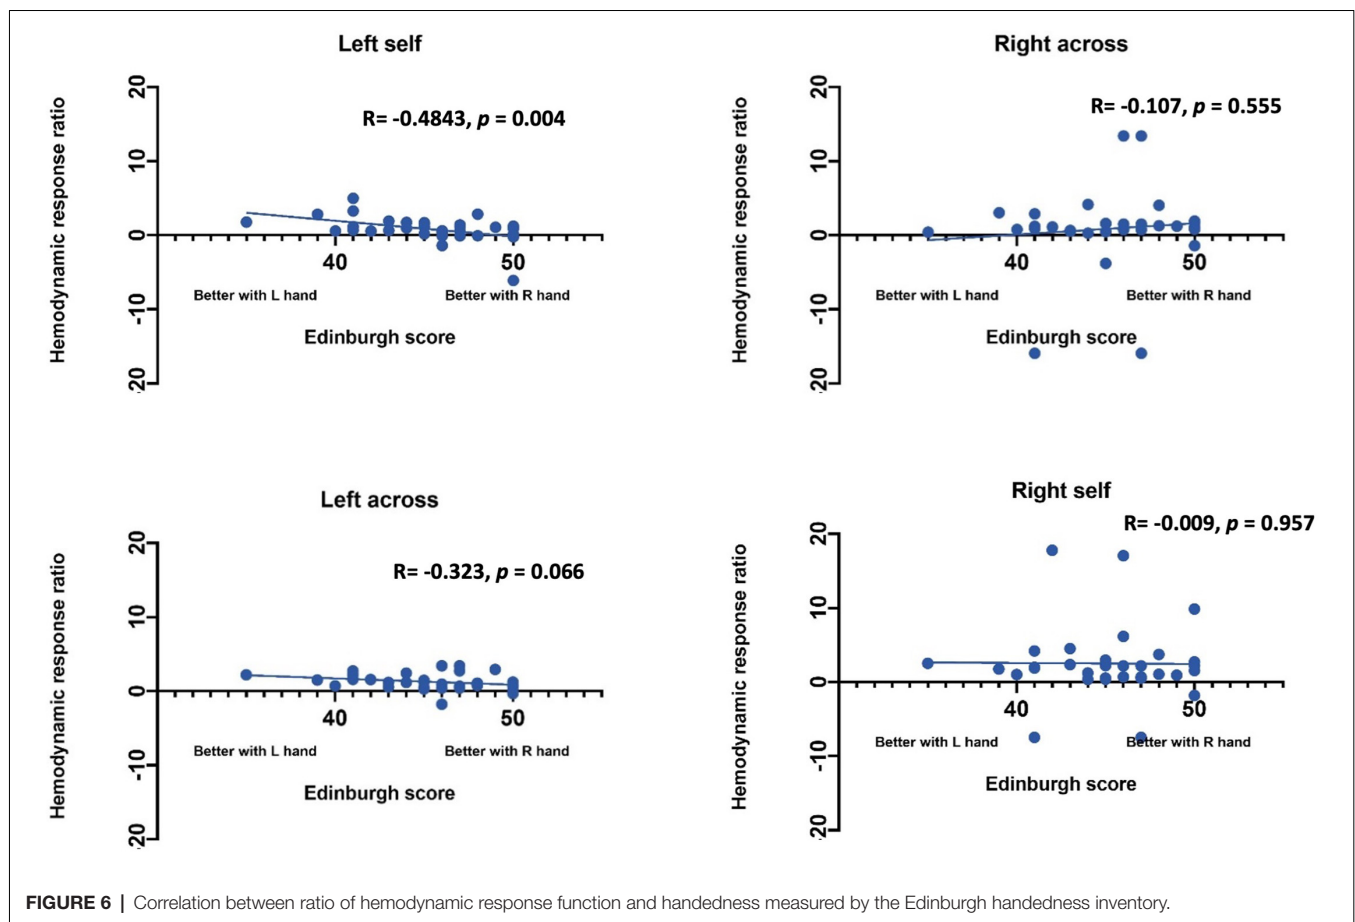 Left self
Hemodynamic response ratio
20
10
0
-10
20
R= -0.4843, p = 0.004
40
50
Better with L hand
Better with R hand
Edinburgh score
Right across
Hemodynamic response ratio
20
10
0
-10
-20
R= -0.107, p = 0.555
40
50
Better with L hand
Better with R hand
Edinburgh score
Left across
Hemodynamic response ratio
20
10
0
-10
-20
R= -0.323, p = 0.066
40
50
Better with L hand
Better with R hand
Edinburgh score
Right self
Hemodynamic response ratio
20
10
0
-10
-20
R= -0.009, p = 0.957
40
50
Better with L hand
Better with R hand
Edinburgh score
FIGURE 6 | Correlation between ratio of hemodynamic response function and handedness measured by the Edinburgh handedness inventory.